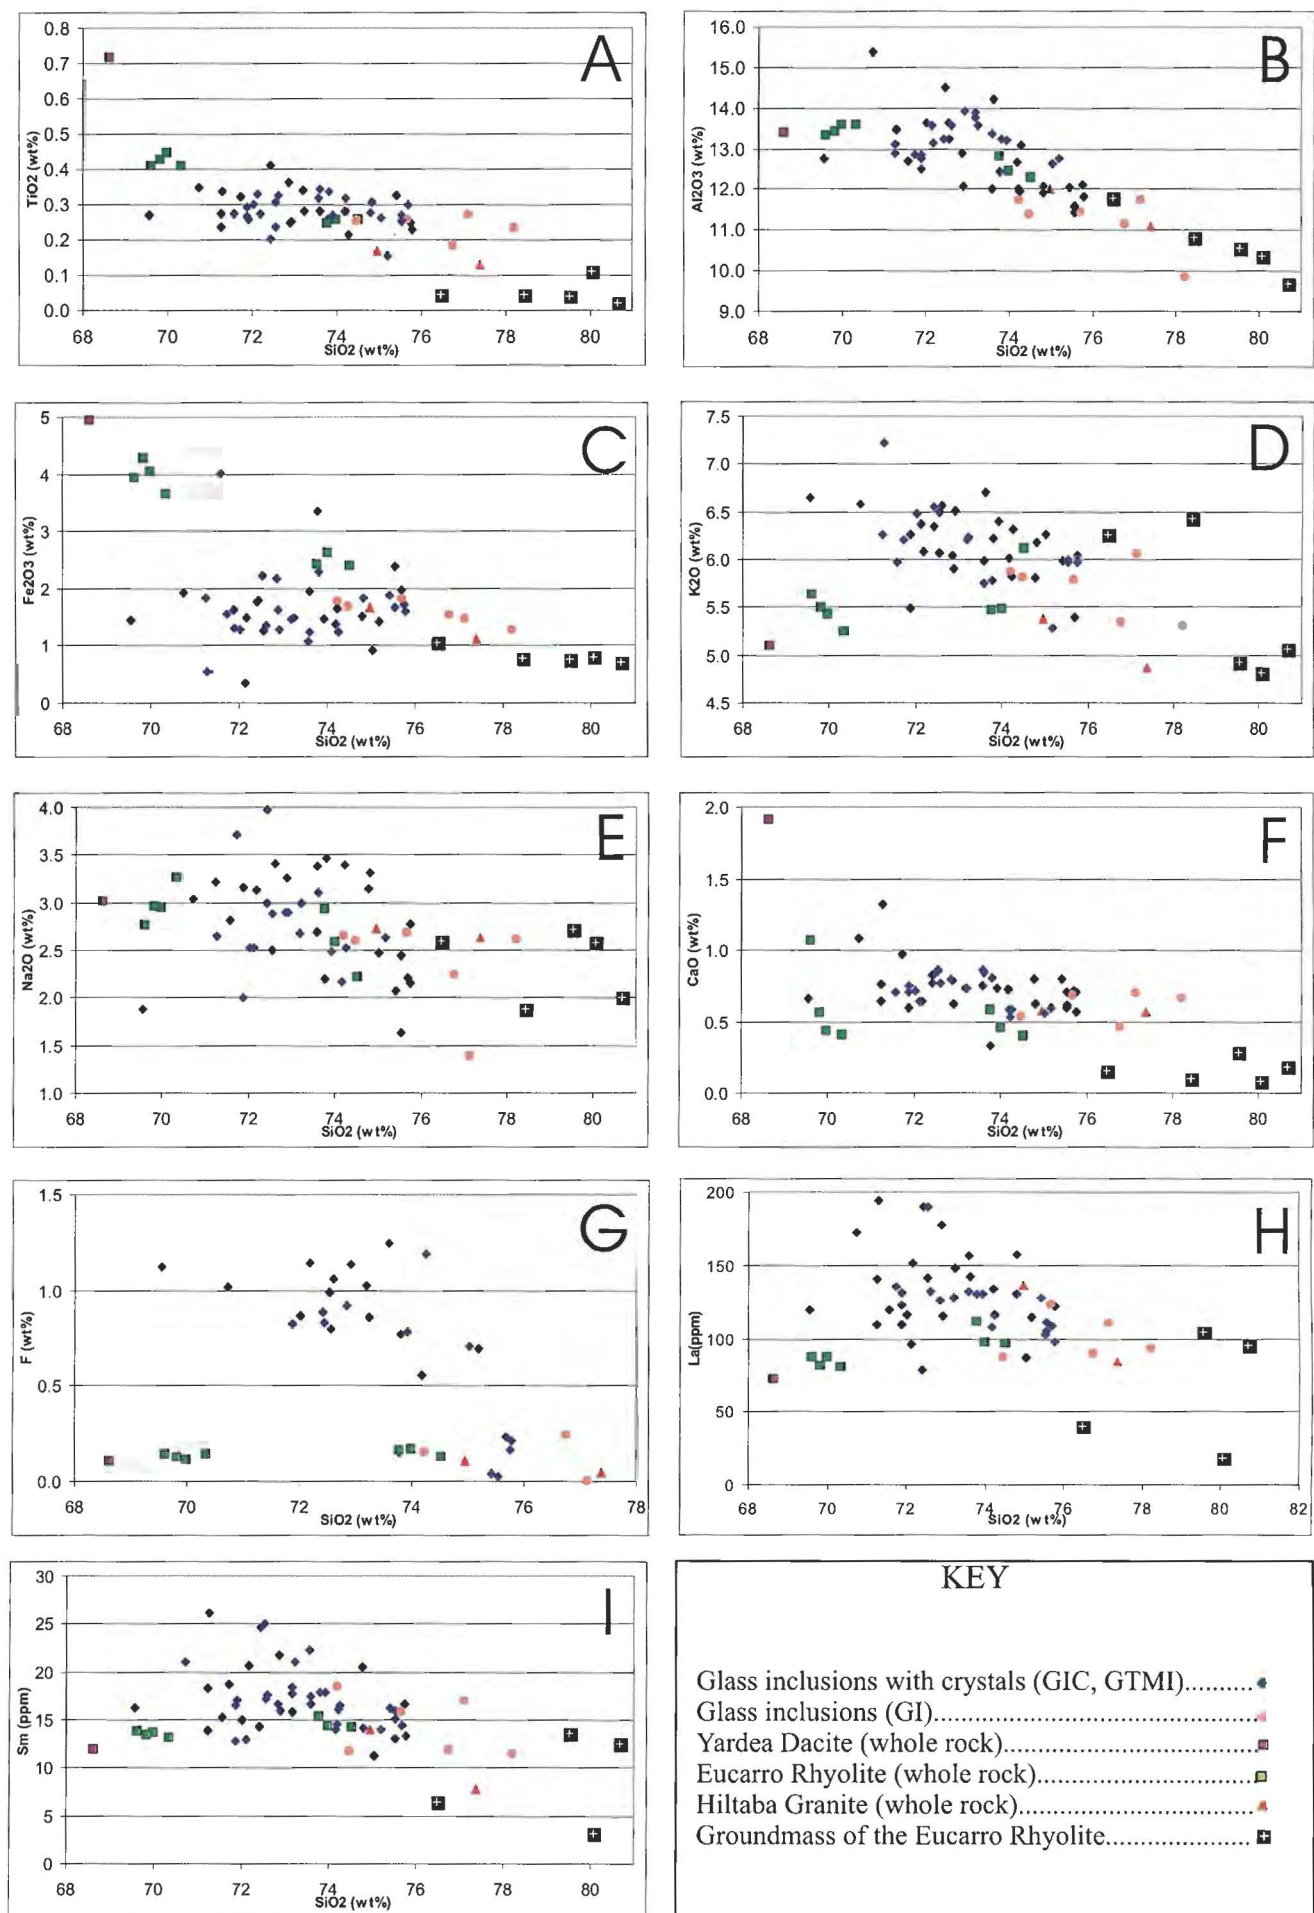 A
TiO2 (wt%)
0.8
0.7
0.6
0.5
0.4
0.3
0.2
0.1
0.0
68 70 72 74 76 78 80
SiO2 (wt%)
B
Al2O3 (wt%)
16.0
15.0
14.0
13.0
12.0
11.0
10.0
9.0
68 70 72 74 76 78 80
SiO2 (wt%)
C
Fe2O3 (wt%)
5
4
3
2
1
0
68 70 72 74 76 78 80
SiO2 (wt%)
D
K2O (wt%)
7.5
7.0
6.5
6.0
5.5
5.0
4.5
68 70 72 74 76 78 80
SiO2 (wt%)
E
Na2O (wt%)
4.0
3.5
3.0
2.5
2.0
1.5
1.0
68 70 72 74 76 78 80
SiO2 (wt%)
F
CaO (wt%)
2.0
1.5
1.0
0.5
0.0
68 70 72 74 76 78 80
SiO2 (wt%)
G
F (wt%)
1.5
1.0
0.5
0.0
68 70 72 74 76 78
SiO2 (wt%)
H
La(ppm)
200
150
100
50
0
68 70 72 74 76 78 80 82
SiO2 (wt%)
I
Sm (ppm)
30
25
20
15
10
5
0
68 70 72 74 76 78 80
SiO2 (wt%)
KEY
Glass inclusions with crystals (GIC, GTMI)..........
Glass inclusions (GI)..........................................
Yardea Dacite (whole rock)...................................
Eucarro Rhyolite (whole rock)..............................
Hiltaba Granite (whole rock)................................
Groundmass of the Eucarro Rhyolite....................